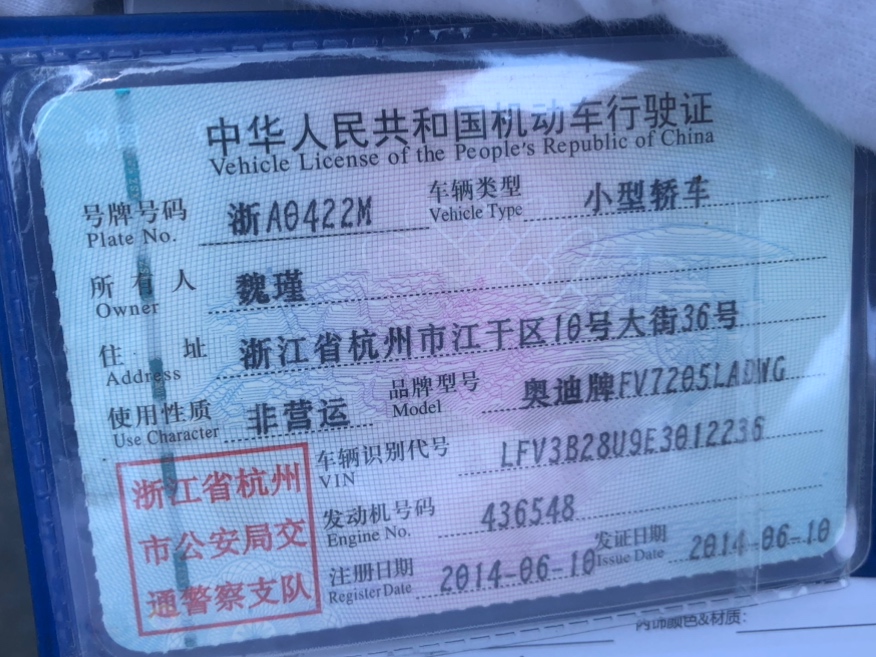 中华人民共和国机动车行驶证
Vehicle License of the People's Republic of China
号牌号码 浙A0422M 车辆类型 小型轿车
Plate No. Vehicle Type
所有人 魏瑾
Owner
住址 浙江省杭州市江干区10号大街36号
Address
使用性质 非营运 品牌型号 奥迪牌FV7205LADWG
Use Character Model
车辆识别代号 LFV3B28U9E3012236
VIN
发动机号码 436548
Engine No.
注册日期 2014-06-10 发证日期 2014-06-10
Register Date Issue Date
浙江省杭州
市公安局交
通警察支队
内饰颜色&材质: